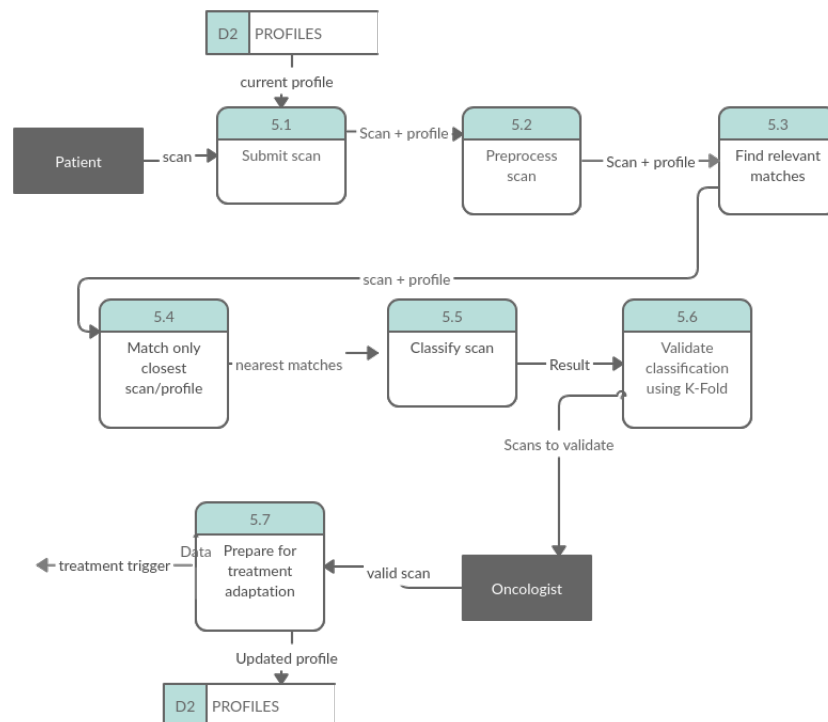 D2 PROFILES
current profile
5.1
5.2
5.3
Patient
scan
Submit scan
Scan + profile
Preprocess
scan
Scan + profile
Find relevant
matches
scan + profile
5.4
5.5
5.6
Match only
closest
scan/profile
nearest matches
Classify scan
Result
Validate
classification
using K-Fold
Scans to validate
5.7
Data
treatment trigger
Prepare for
treatment
adaptation
valid scan
Oncologist
Updated profile
D2 PROFILES